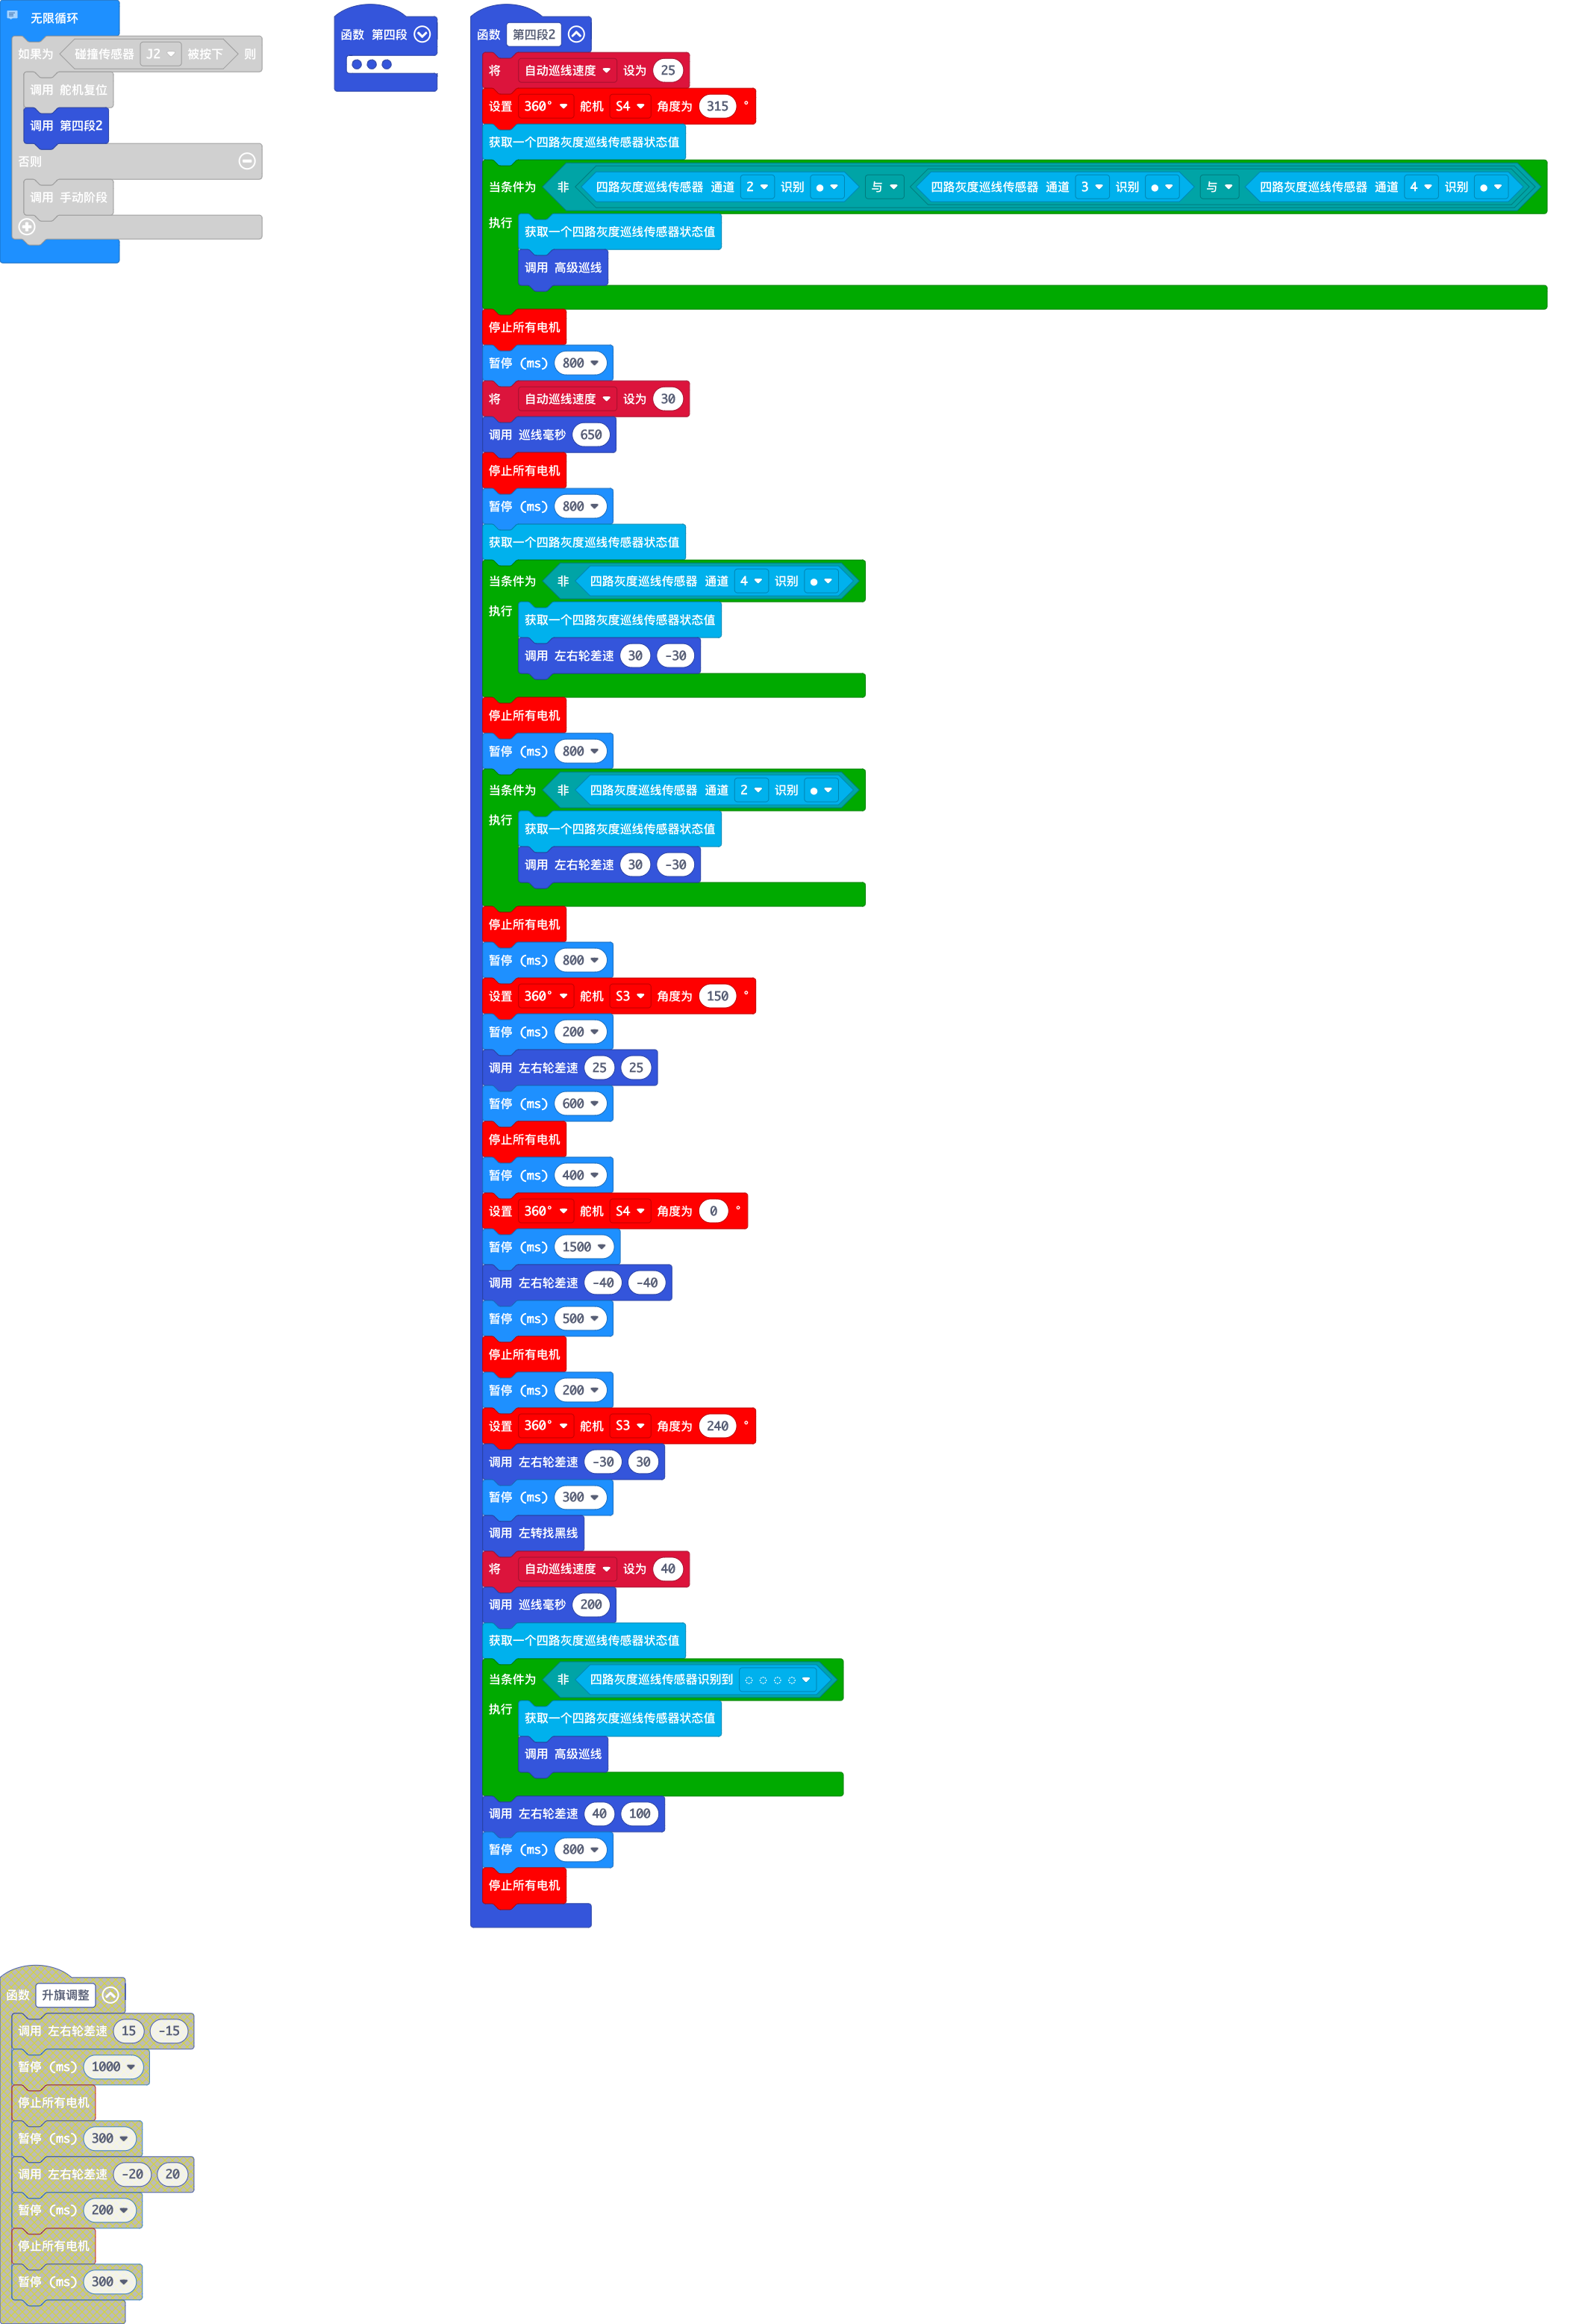 无限循环
如果为 碰撞传感器 J2 被按下 则
调用 舵机复位
调用 第四段2
否则
调用 手动阶段
函数 第四段
函数 第四段2
将 自动巡线速度 设为 25
设置 360° 舵机 S4 角度为 315 °
获取一个四路灰度巡线传感器状态值
当条件为 非 四路灰度巡线传感器 通道 2 识别 ● 与 四路灰度巡线传感器 通道 3 识别 ● 与 四路灰度巡线传感器 通道 4 识别 ●
执行
获取一个四路灰度巡线传感器状态值
调用 高级巡线
停止所有电机
暂停 (ms) 800
将 自动巡线速度 设为 30
调用 巡线毫秒 650
停止所有电机
暂停 (ms) 800
获取一个四路灰度巡线传感器状态值
当条件为 非 四路灰度巡线传感器 通道 4 识别 ●
执行
获取一个四路灰度巡线传感器状态值
调用 左右轮差速 30 -30
停止所有电机
暂停 (ms) 800
当条件为 非 四路灰度巡线传感器 通道 2 识别 ●
执行
获取一个四路灰度巡线传感器状态值
调用 左右轮差速 30 -30
停止所有电机
暂停 (ms) 800
设置 360° 舵机 S3 角度为 150 °
暂停 (ms) 200
调用 左右轮差速 25 25
暂停 (ms) 600
停止所有电机
暂停 (ms) 400
设置 360° 舵机 S4 角度为 0 °
暂停 (ms) 1500
调用 左右轮差速 -40 -40
暂停 (ms) 500
停止所有电机
暂停 (ms) 200
设置 360° 舵机 S3 角度为 240 °
调用 左右轮差速 -30 30
暂停 (ms) 300
调用 左转找黑线
将 自动巡线速度 设为 40
调用 巡线毫秒 200
获取一个四路灰度巡线传感器状态值
当条件为 非 四路灰度巡线传感器识别到 ◌ ◌ ◌ ◌
执行
获取一个四路灰度巡线传感器状态值
调用 高级巡线
调用 左右轮差速 40 100
暂停 (ms) 800
停止所有电机
函数 升旗调整
调用 左右轮差速 15 -15
暂停 (ms) 1000
停止所有电机
暂停 (ms) 300
调用 左右轮差速 -20 20
暂停 (ms) 200
停止所有电机
暂停 (ms) 300